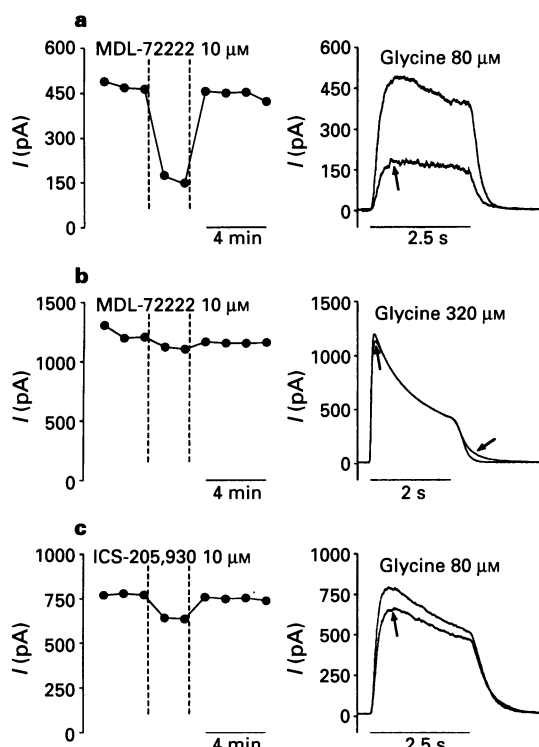 a
MDL-72222 10 μM
600
450
300
150
0
I (pA)
4 min
Glycine 80 μM
600
450
300
150
0
I (pA)
2.5 s
b
MDL-72222 10 μM
1500
1000
500
0
I (pA)
4 min
Glycine 320 μM
1500
1000
500
0
I (pA)
2 s
c
ICS-205,930 10 μM
1000
750
500
250
0
I (pA)
4 min
Glycine 80 μM
1000
750
500
250
0
I (pA)
2.5 s